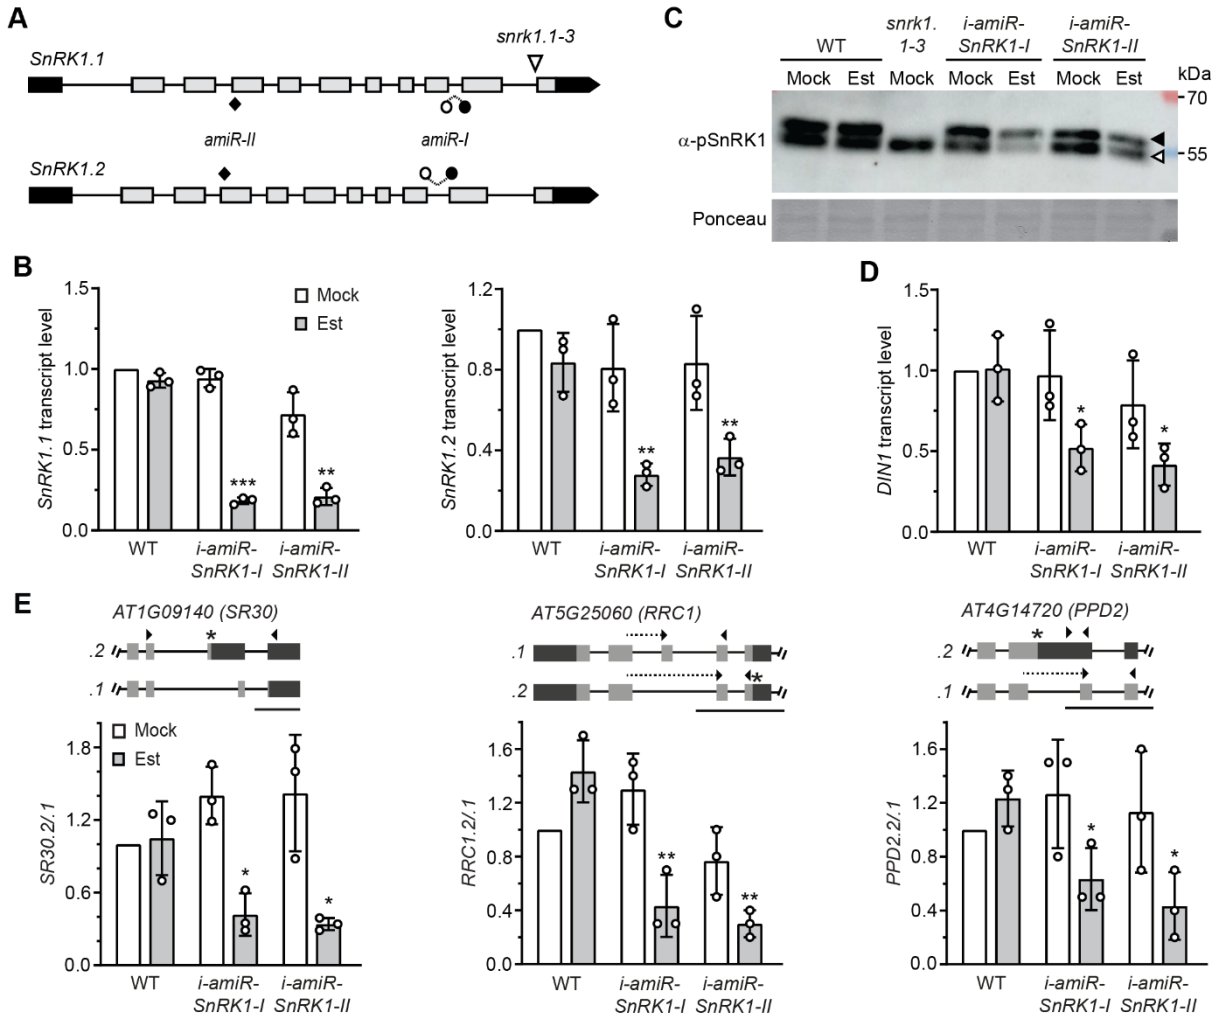 A
SnRK1.1
snrk1.1-3
amiR-II
amiR-I
SnRK1.2
C
WT
snrk1.
1-3
i-amiR-
SnRK1-I
i-amiR-
SnRK1-II
Mock
Est
Mock
Mock
Est
Mock
Est
kDa
70
55
α-pSnRK1
Ponceau
B
SnRK1.1 transcript level
1.5
1.0
0.5
0.0
Mock
Est
***
**
WT
i-amiR-
SnRK1-I
i-amiR-
SnRK1-II
SnRK1.2 transcript level
1.2
0.8
0.4
0.0
**
**
WT
i-amiR-
SnRK1-I
i-amiR-
SnRK1-II
D
DIN1 transcript level
1.5
1.0
0.5
0.0
*
*
WT
i-amiR-
SnRK1-I
i-amiR-
SnRK1-II
E
AT1G09140 (SR30)
.2
*
.1
Mock
Est
SR30.2/.1
1.8
1.2
0.6
0.0
*
*
WT
i-amiR-
SnRK1-I
i-amiR-
SnRK1-II
AT5G25060 (RRC1)
.1
.2
*
RRC1.2/.1
1.6
1.2
0.8
0.4
0.0
**
**
WT
i-amiR-
SnRK1-I
i-amiR-
SnRK1-II
AT4G14720 (PPD2)
.2
*
.1
PPD2.2/.1
1.6
1.2
0.8
0.4
0.0
*
*
WT
i-amiR-
SnRK1-I
i-amiR-
SnRK1-II